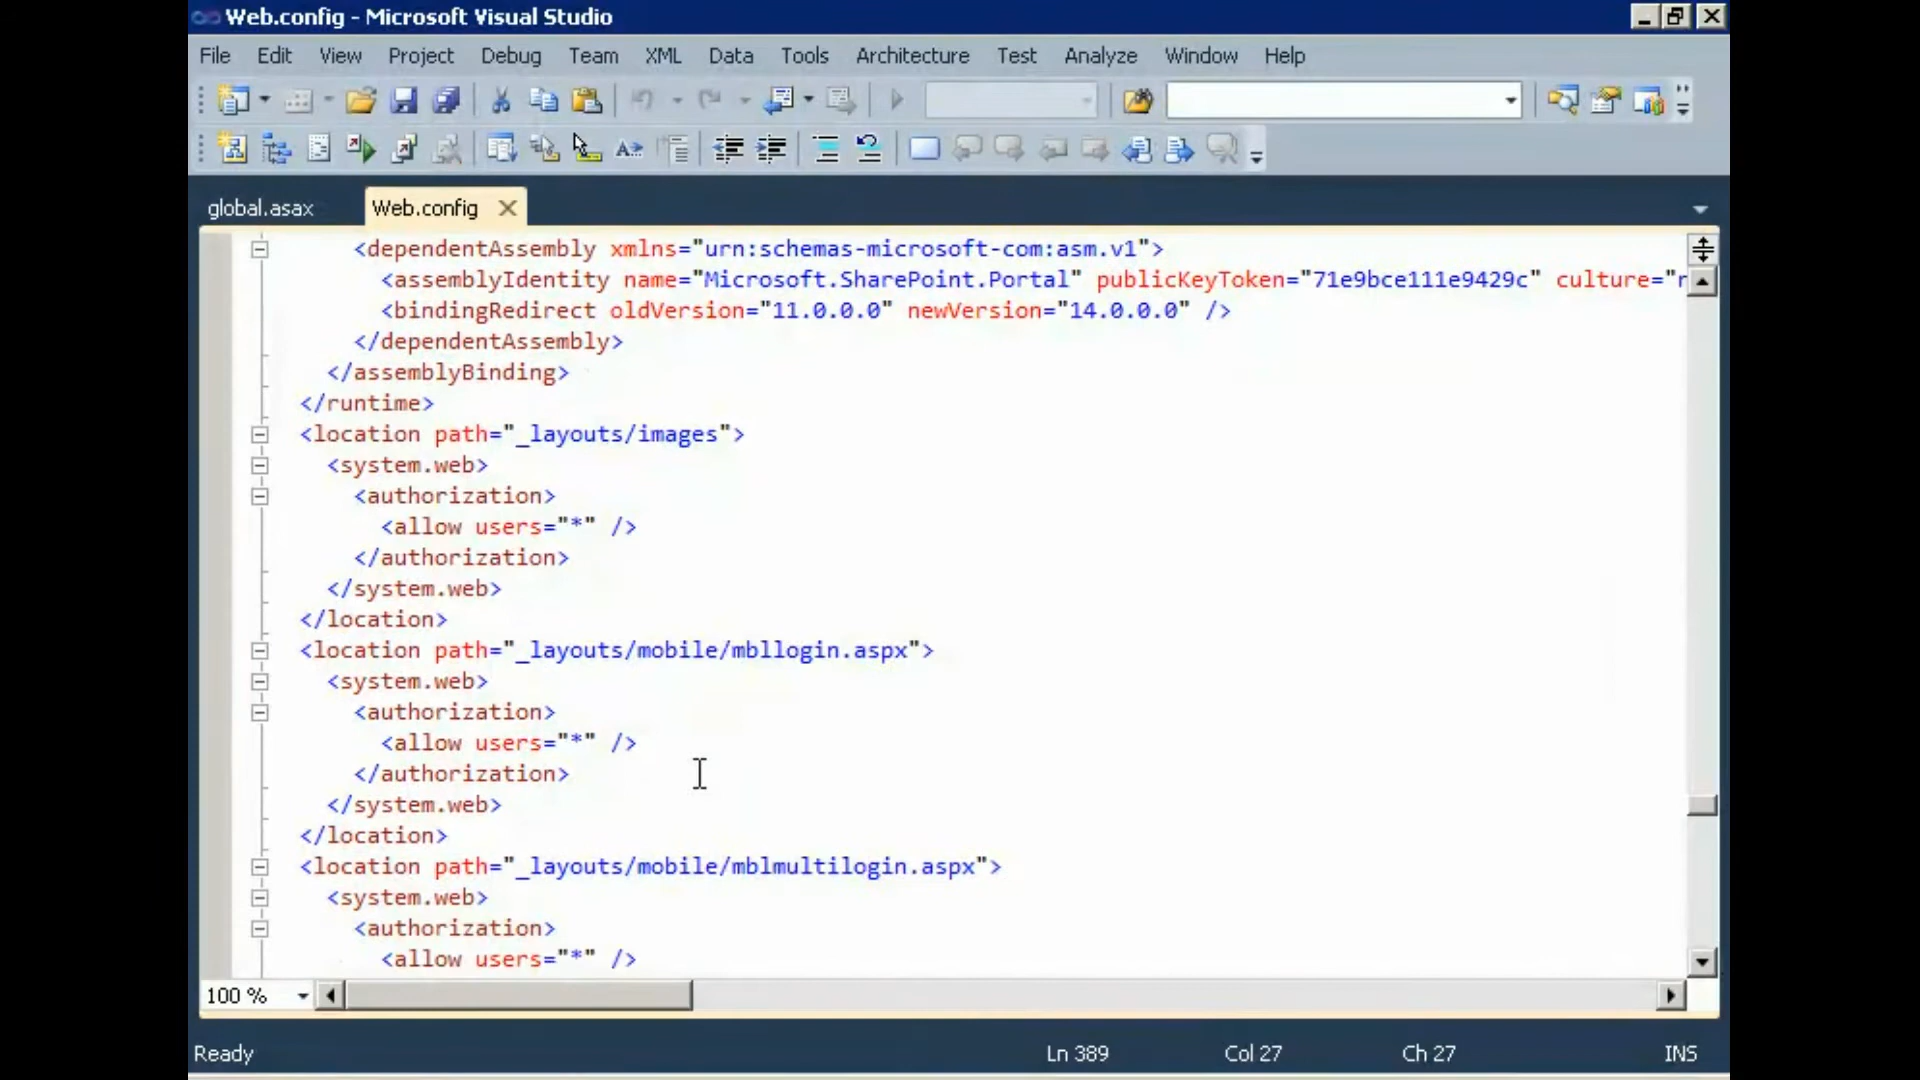 Web.config - Microsoft Visual Studio
File Edit View Project Debug Team XML Data Tools Architecture Test Analyze Window Help
global.asax Web.config
<dependentAssembly xmlns="urn:schemas-microsoft-com:asm.v1">
<assemblyIdentity name="Microsoft.SharePoint.Portal" publicKeyToken="71e9bce111e9429c" culture="
<bindingRedirect oldVersion="11.0.0.0" newVersion="14.0.0.0" />
</dependentAssembly>
</assemblyBinding>
</runtime>
<location path="_layouts/images">
<system.web>
<authorization>
<allow users="*" />
</authorization>
</system.web>
</location>
<location path="_layouts/mobile/mbllogin.aspx">
<system.web>
<authorization>
<allow users="*" />
</authorization>
</system.web>
</location>
<location path="_layouts/mobile/mblmultilogin.aspx">
<system.web>
<authorization>
<allow users="*" />
100 %
Ready Ln 389 Col 27 Ch 27 INS